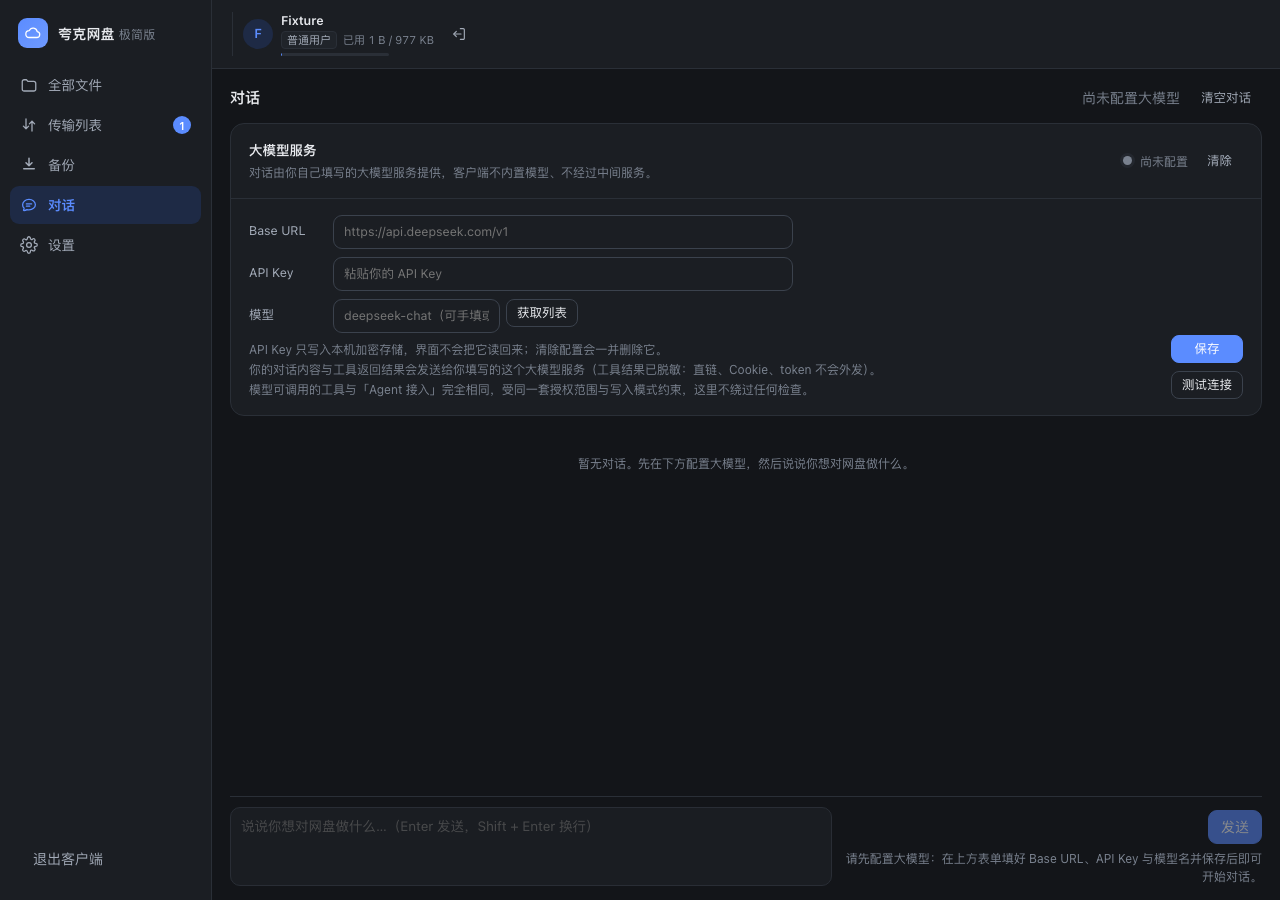 夸克网盘 极简版
全部文件
传输列表 1
备份
对话
设置
退出客户端
F
Fixture
普通用户 已用 1 B / 977 KB
对话
尚未配置大模型 清空对话
大模型服务
对话由你自己填写的大模型服务提供，客户端不内置模型、不经过中间服务。
尚未配置 清除
Base URL https://api.deepseek.com/v1
API Key 粘贴你的 API Key
模型 deepseek-chat（可手填 获取列表
API Key 只写入本机加密存储，界面不会把它读回来；清除配置会一并删除它。
你的对话内容与工具返回结果会发送给你填写的这个大模型服务（工具结果已脱敏：直链、Cookie、token 不会外发）。
模型可调用的工具与「Agent 接入」完全相同，受同一套授权范围与写入模式约束，这里不绕过任何检查。
保存
测试连接
暂无对话。先在下方配置大模型，然后说说你想对网盘做什么。
说说你想对网盘做什么…（Enter 发送，Shift + Enter 换行）
发送
请先配置大模型：在上方表单填好 Base URL、API Key 与模型名并保存后即可
开始对话。